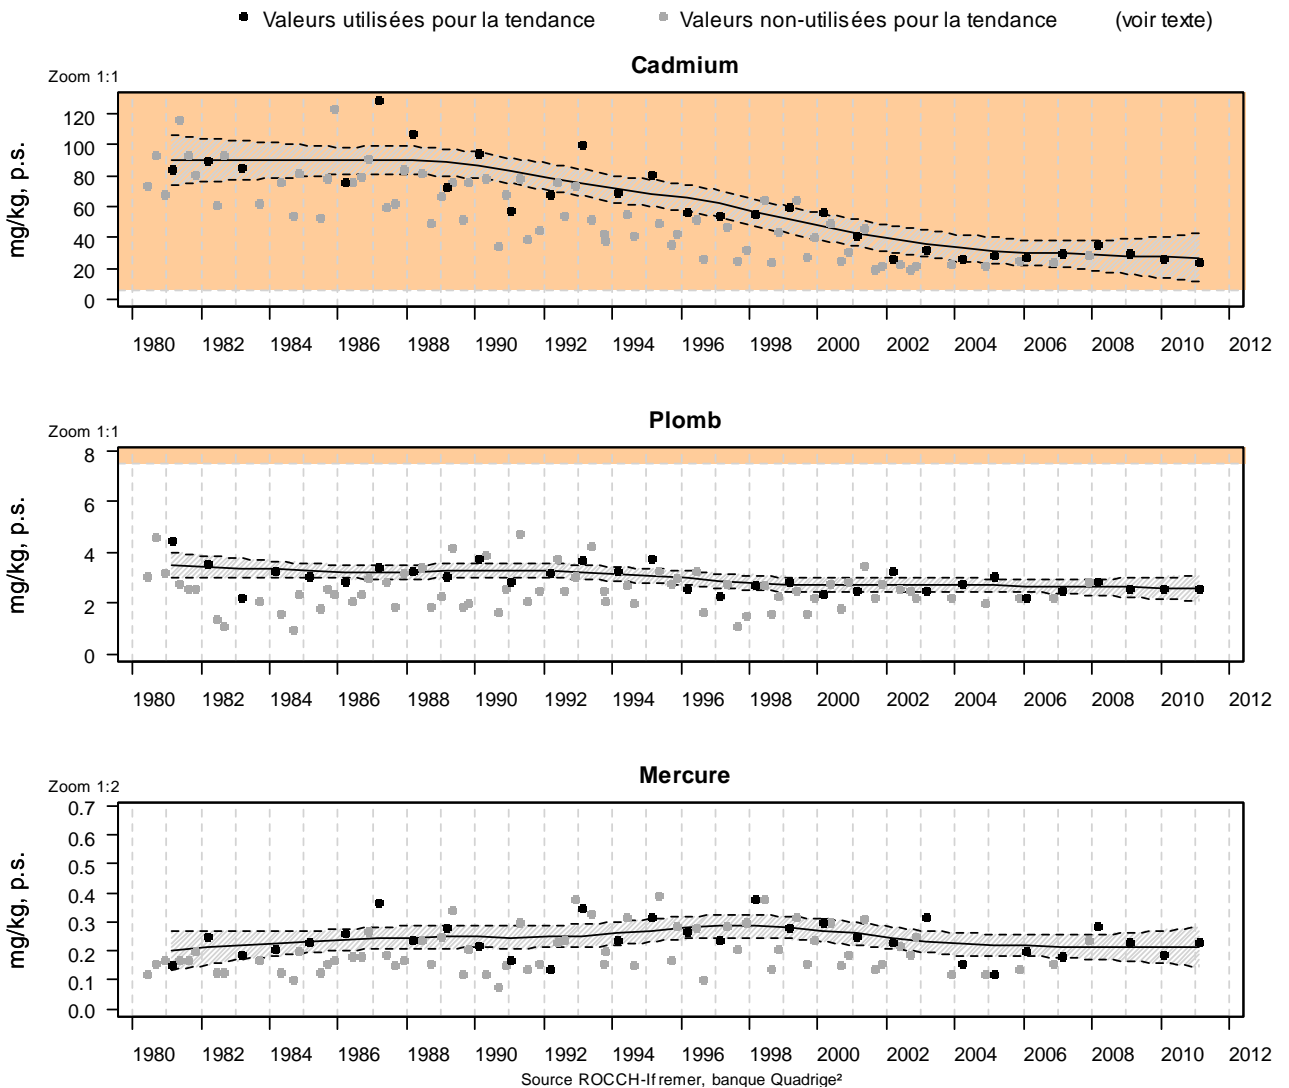 Valeurs utilisées pour la tendance Valeurs non-utilisées pour la tendance (voir texte)
Cadmium
Zoom 1:1
mg/kg, p.s.
120
100
80
60
40
20
0
1980 1982 1984 1986 1988 1990 1992 1994 1996 1998 2000 2002 2004 2006 2008 2010 2012
Plomb
Zoom 1:1
mg/kg, p.s.
8
6
4
2
0
1980 1982 1984 1986 1988 1990 1992 1994 1996 1998 2000 2002 2004 2006 2008 2010 2012
Mercure
Zoom 1:2
mg/kg, p.s.
0.7
0.6
0.5
0.4
0.3
0.2
0.1
0.0
1980 1982 1984 1986 1988 1990 1992 1994 1996 1998 2000 2002 2004 2006 2008 2010 2012
Source ROCCH-Ifremer, banque Quadrige²